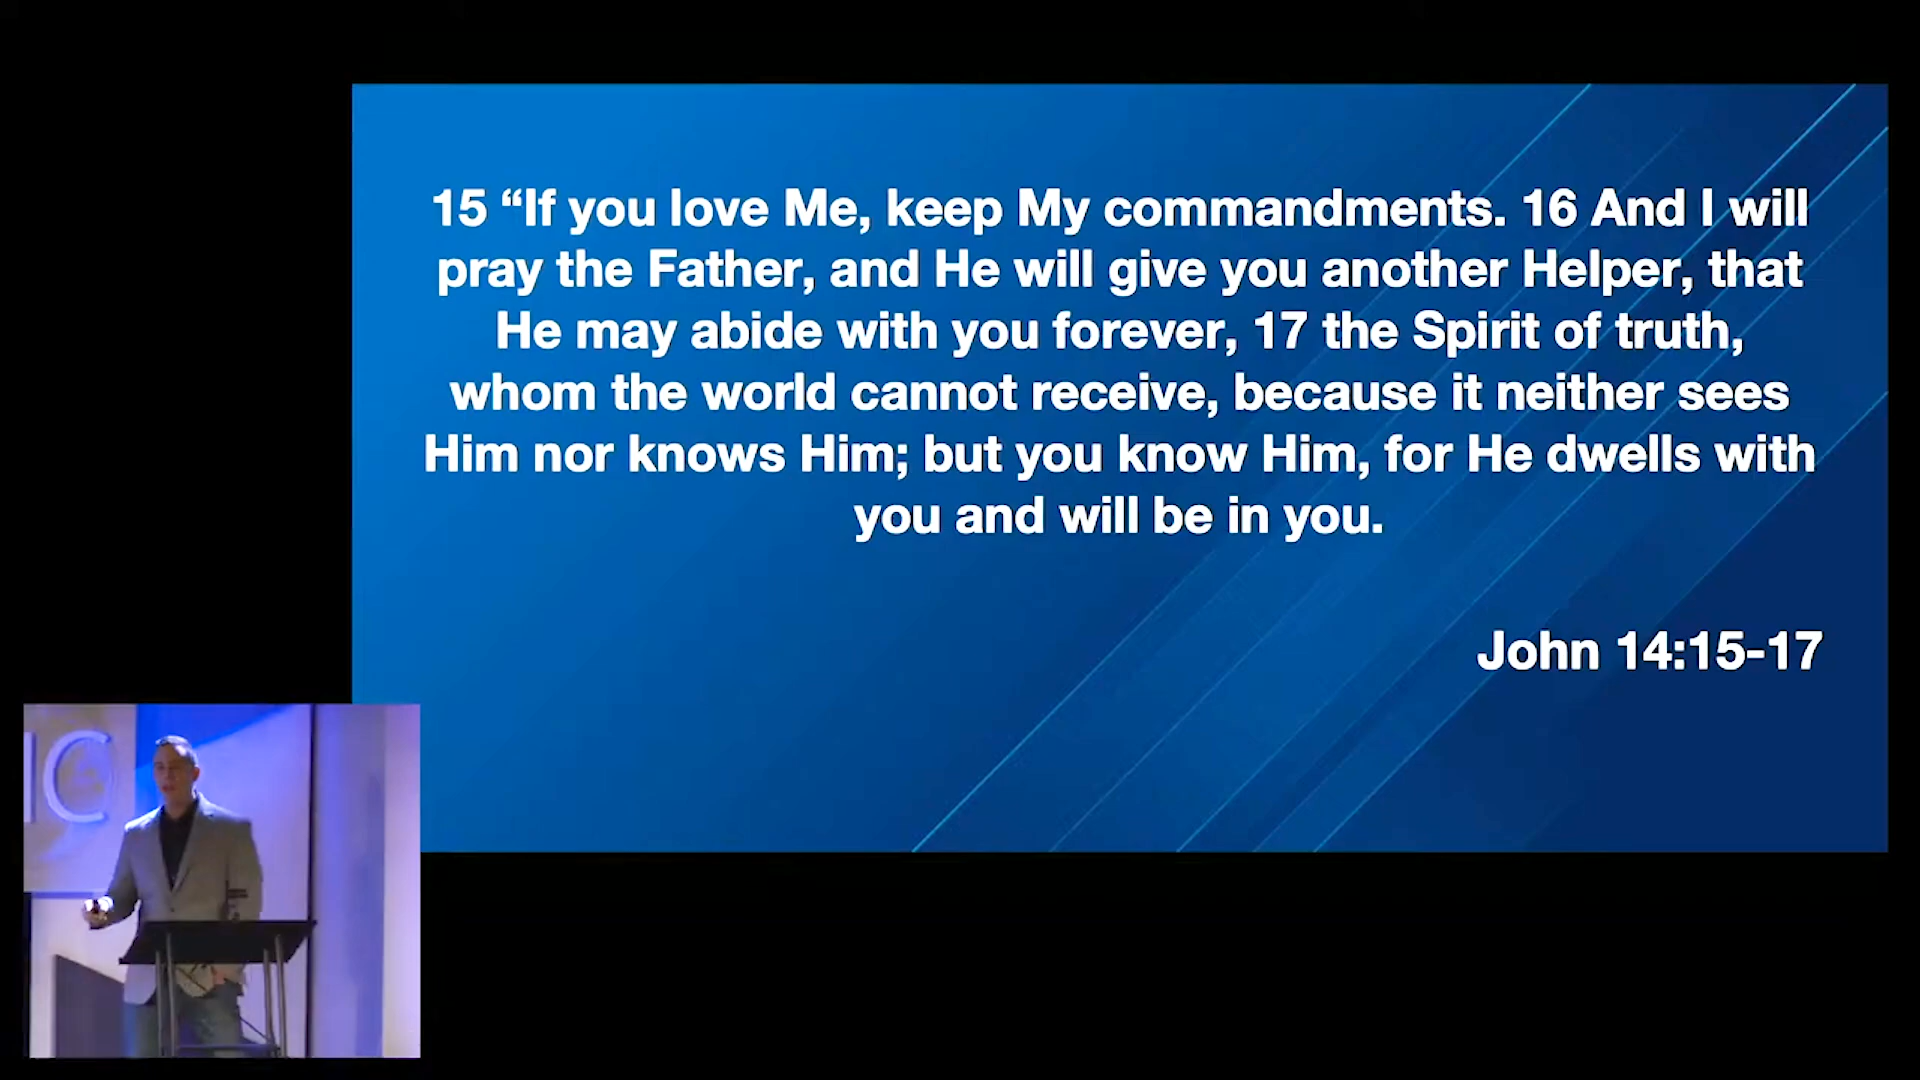 15 “If you love Me, keep My commandments. 16 And I will
pray the Father, and He will give you another Helper, that
He may abide with you forever, 17 the Spirit of truth,
whom the world cannot receive, because it neither sees
Him nor knows Him; but you know Him, for He dwells with
you and will be in you.
John 14:15-17
IC